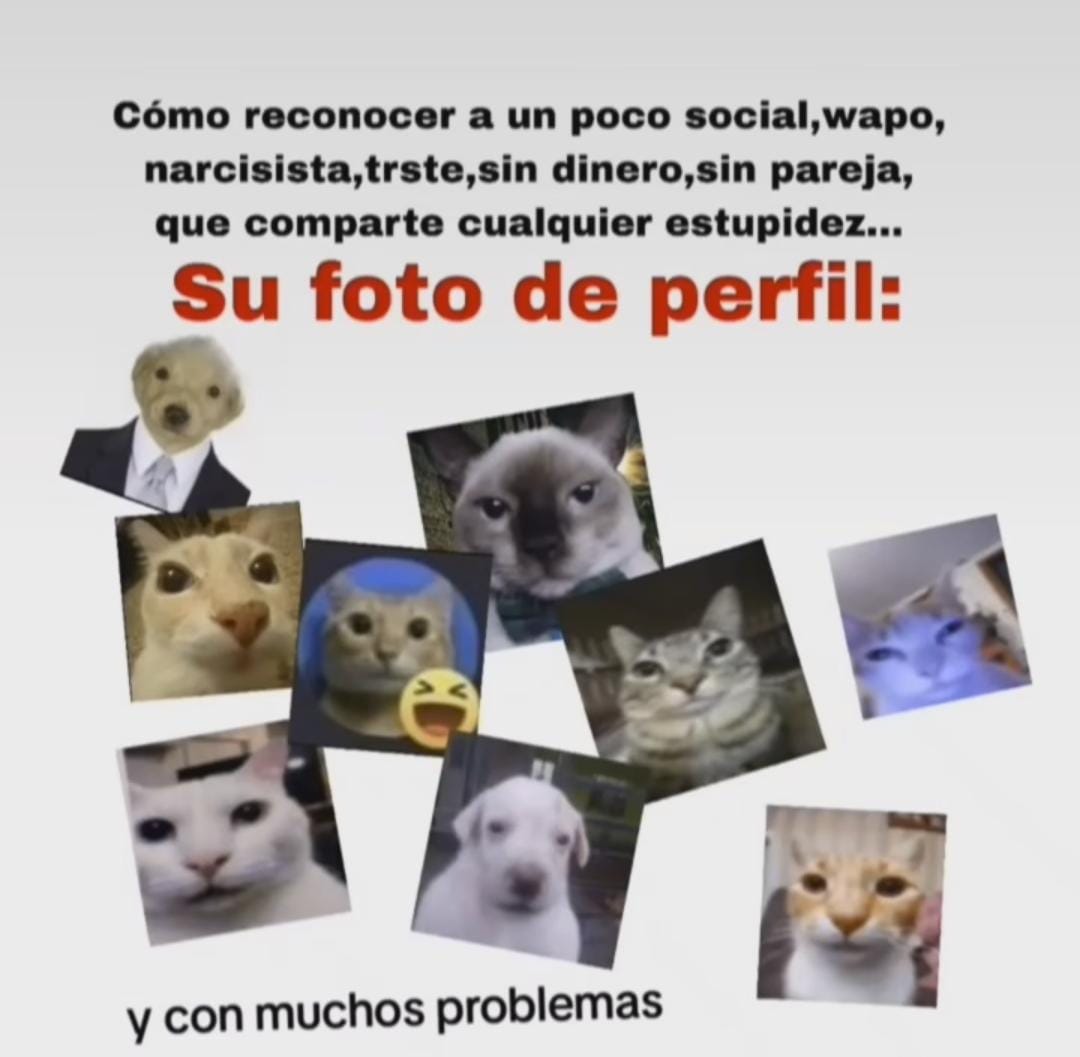 Cómo reconocer a un poco social,wapo,
narcisista,trste,sin dinero,sin pareja,
que comparte cualquier estupidez...
Su foto de perfil:
y con muchos problemas